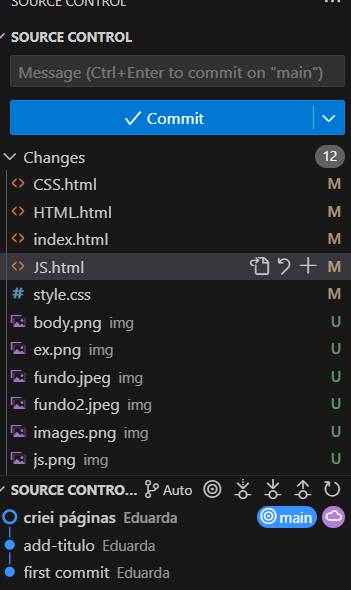 SOURCE CONTROL
SOURCE CONTROL
Message (Ctrl+Enter to commit on "main")
Commit
Changes 12
CSS.html M
HTML.html M
index.html M
JS.html M
style.css M
body.png img U
ex.png img U
fundo.jpeg img U
fundo2.jpeg img U
images.png img U
js.png img U
SOURCE CONTRO... Auto
criei páginas Eduarda main
add-titulo Eduarda
first commit Eduarda